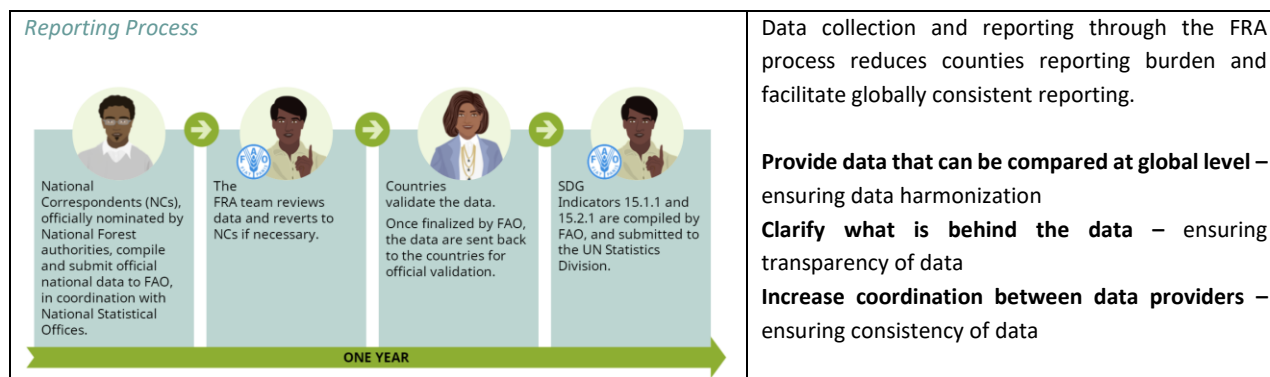 Reporting Process
National
Correspondents (NCs),
officially nominated by
National Forest
authorities, compile
and submit official
national data to FAO,
in coordination with
National Statistical
Offices.
FAO
The
FRA team reviews
data and reverts to
NCs if necessary.
Countries
validate the data.
Once finalized by FAO,
the data are sent back
to the countries for
official validation.
FAO
SDG
Indicators 15.1.1 and
15.2.1 are compiled by
FAO, and submitted to
the UN Statistics
Division.
ONE YEAR
Data collection and reporting through the FRA
process reduces counties reporting burden and
facilitate globally consistent reporting.
Provide data that can be compared at global level –
ensuring data harmonization
Clarify what is behind the data – ensuring
transparency of data
Increase coordination between data providers –
ensuring consistency of data